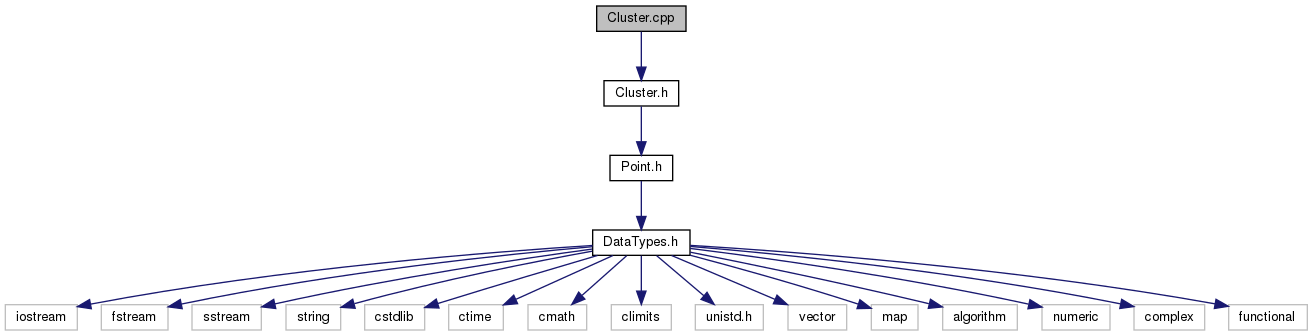 Cluster.cpp
Cluster.h
Point.h
DataTypes.h
iostream
fstream
sstream
string
cstdlib
ctime
cmath
climits
unistd.h
vector
map
algorithm
numeric
complex
functional